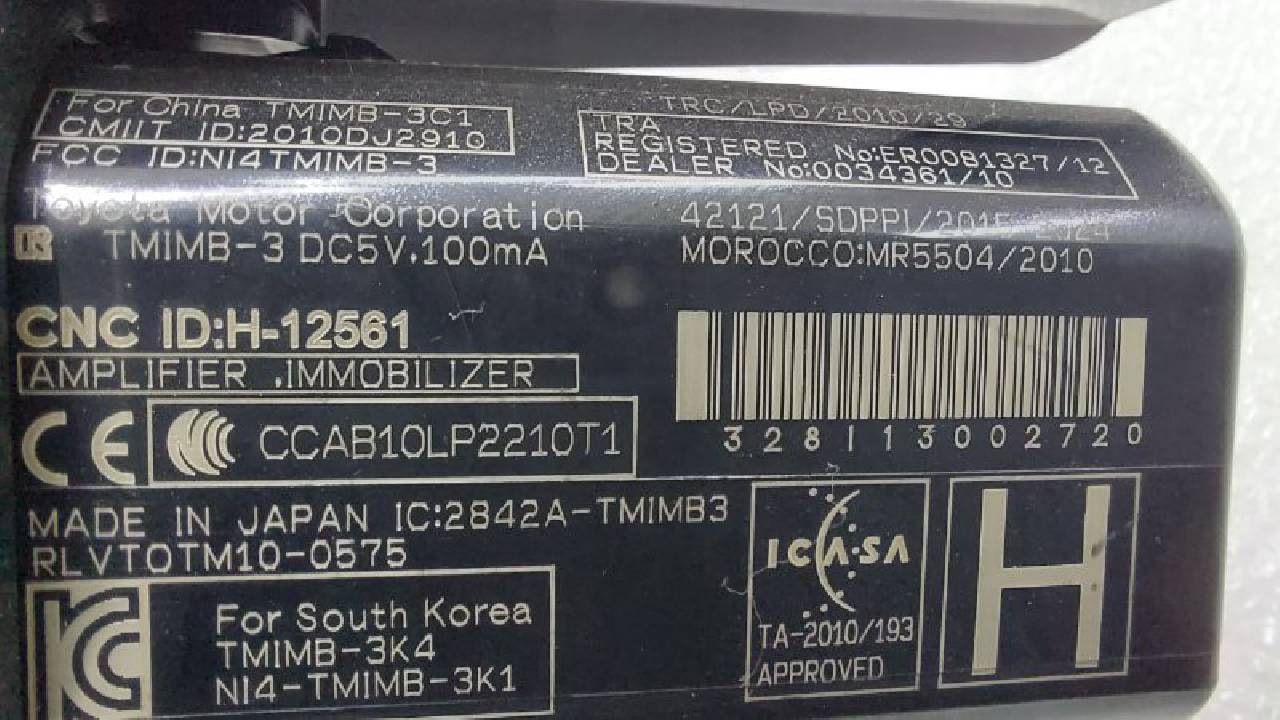 For China TMIMB-3C1
CMIIT ID:2010DJ2910
FCC ID:NI4TMIMB-3
Toyota Motor Corporation
TMIMB-3 DC5V.100mA
CNC ID:H-12561
AMPLIFIER .IMMOBILIZER
CE
CCC CCAB10LP2210T1
MADE IN JAPAN IC:2842A-TMIMB3
RLVTOTM10-0575
KC
For South Korea
TMIMB-3K4
NI4-TMIMB-3K1
TRC/LPD/2010/29
TRA
REGISTERED No:ER0081327/12
DEALER No:0034361/10
42121/SDPPI/2015
MOROCCO:MR5504/2010
328113002720
ICASA
TA-2010/193
APPROVED
H